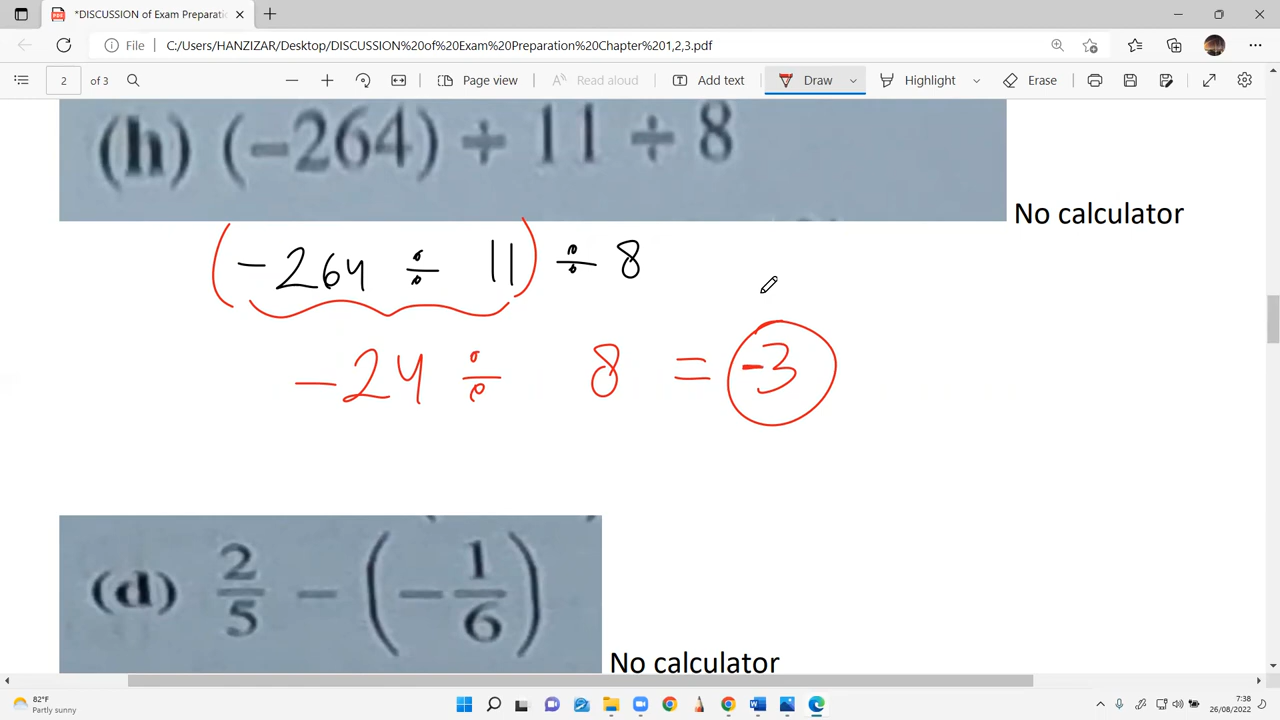 *DISCUSSION of Exam Preparati
File C:/Users/HANZIZAR/Desktop/DISCUSSION%20of%20Exam%20Preparation%20Chapter%201,2,3.pdf
2 of 3 Page view Read aloud Add text Draw Highlight Erase
(h) (−264) ÷ 11 ÷ 8
No calculator
(−264 ÷ 11) ÷ 8
−24 ÷ 8 = −3
(d) 2/5 − (−1/6)
No calculator
82°F
Partly sunny
7:38
26/08/2022